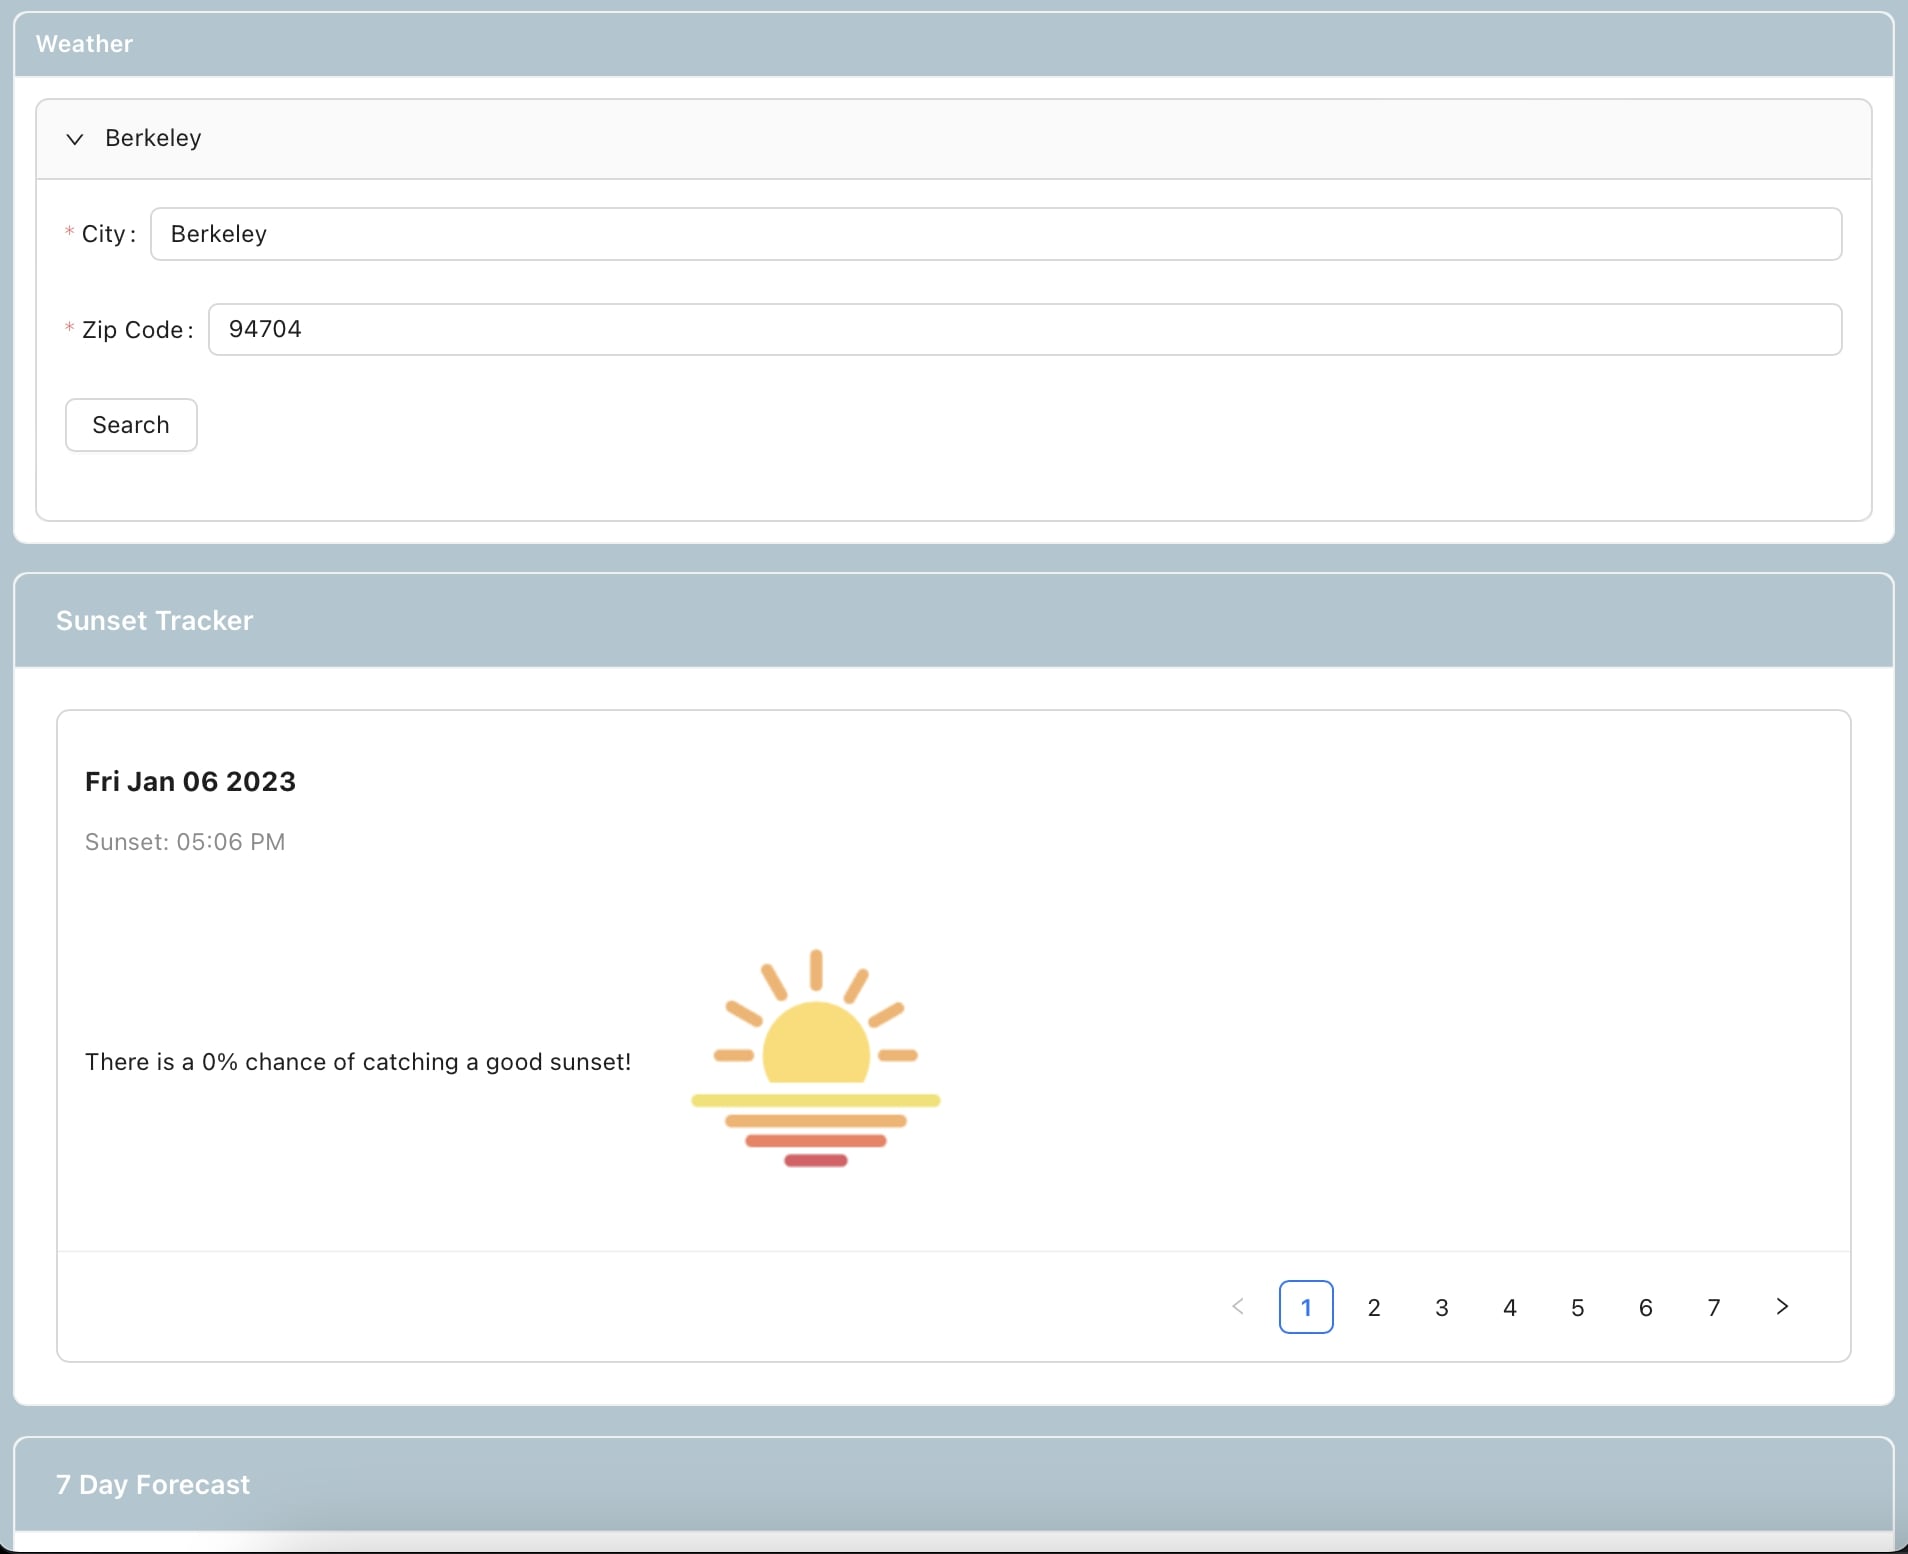 Weather
Berkeley
* City: Berkeley
* Zip Code: 94704
Search
Sunset Tracker
Fri Jan 06 2023
Sunset: 05:06 PM
There is a 0% chance of catching a good sunset!
< 1 2 3 4 5 6 7 >
7 Day Forecast